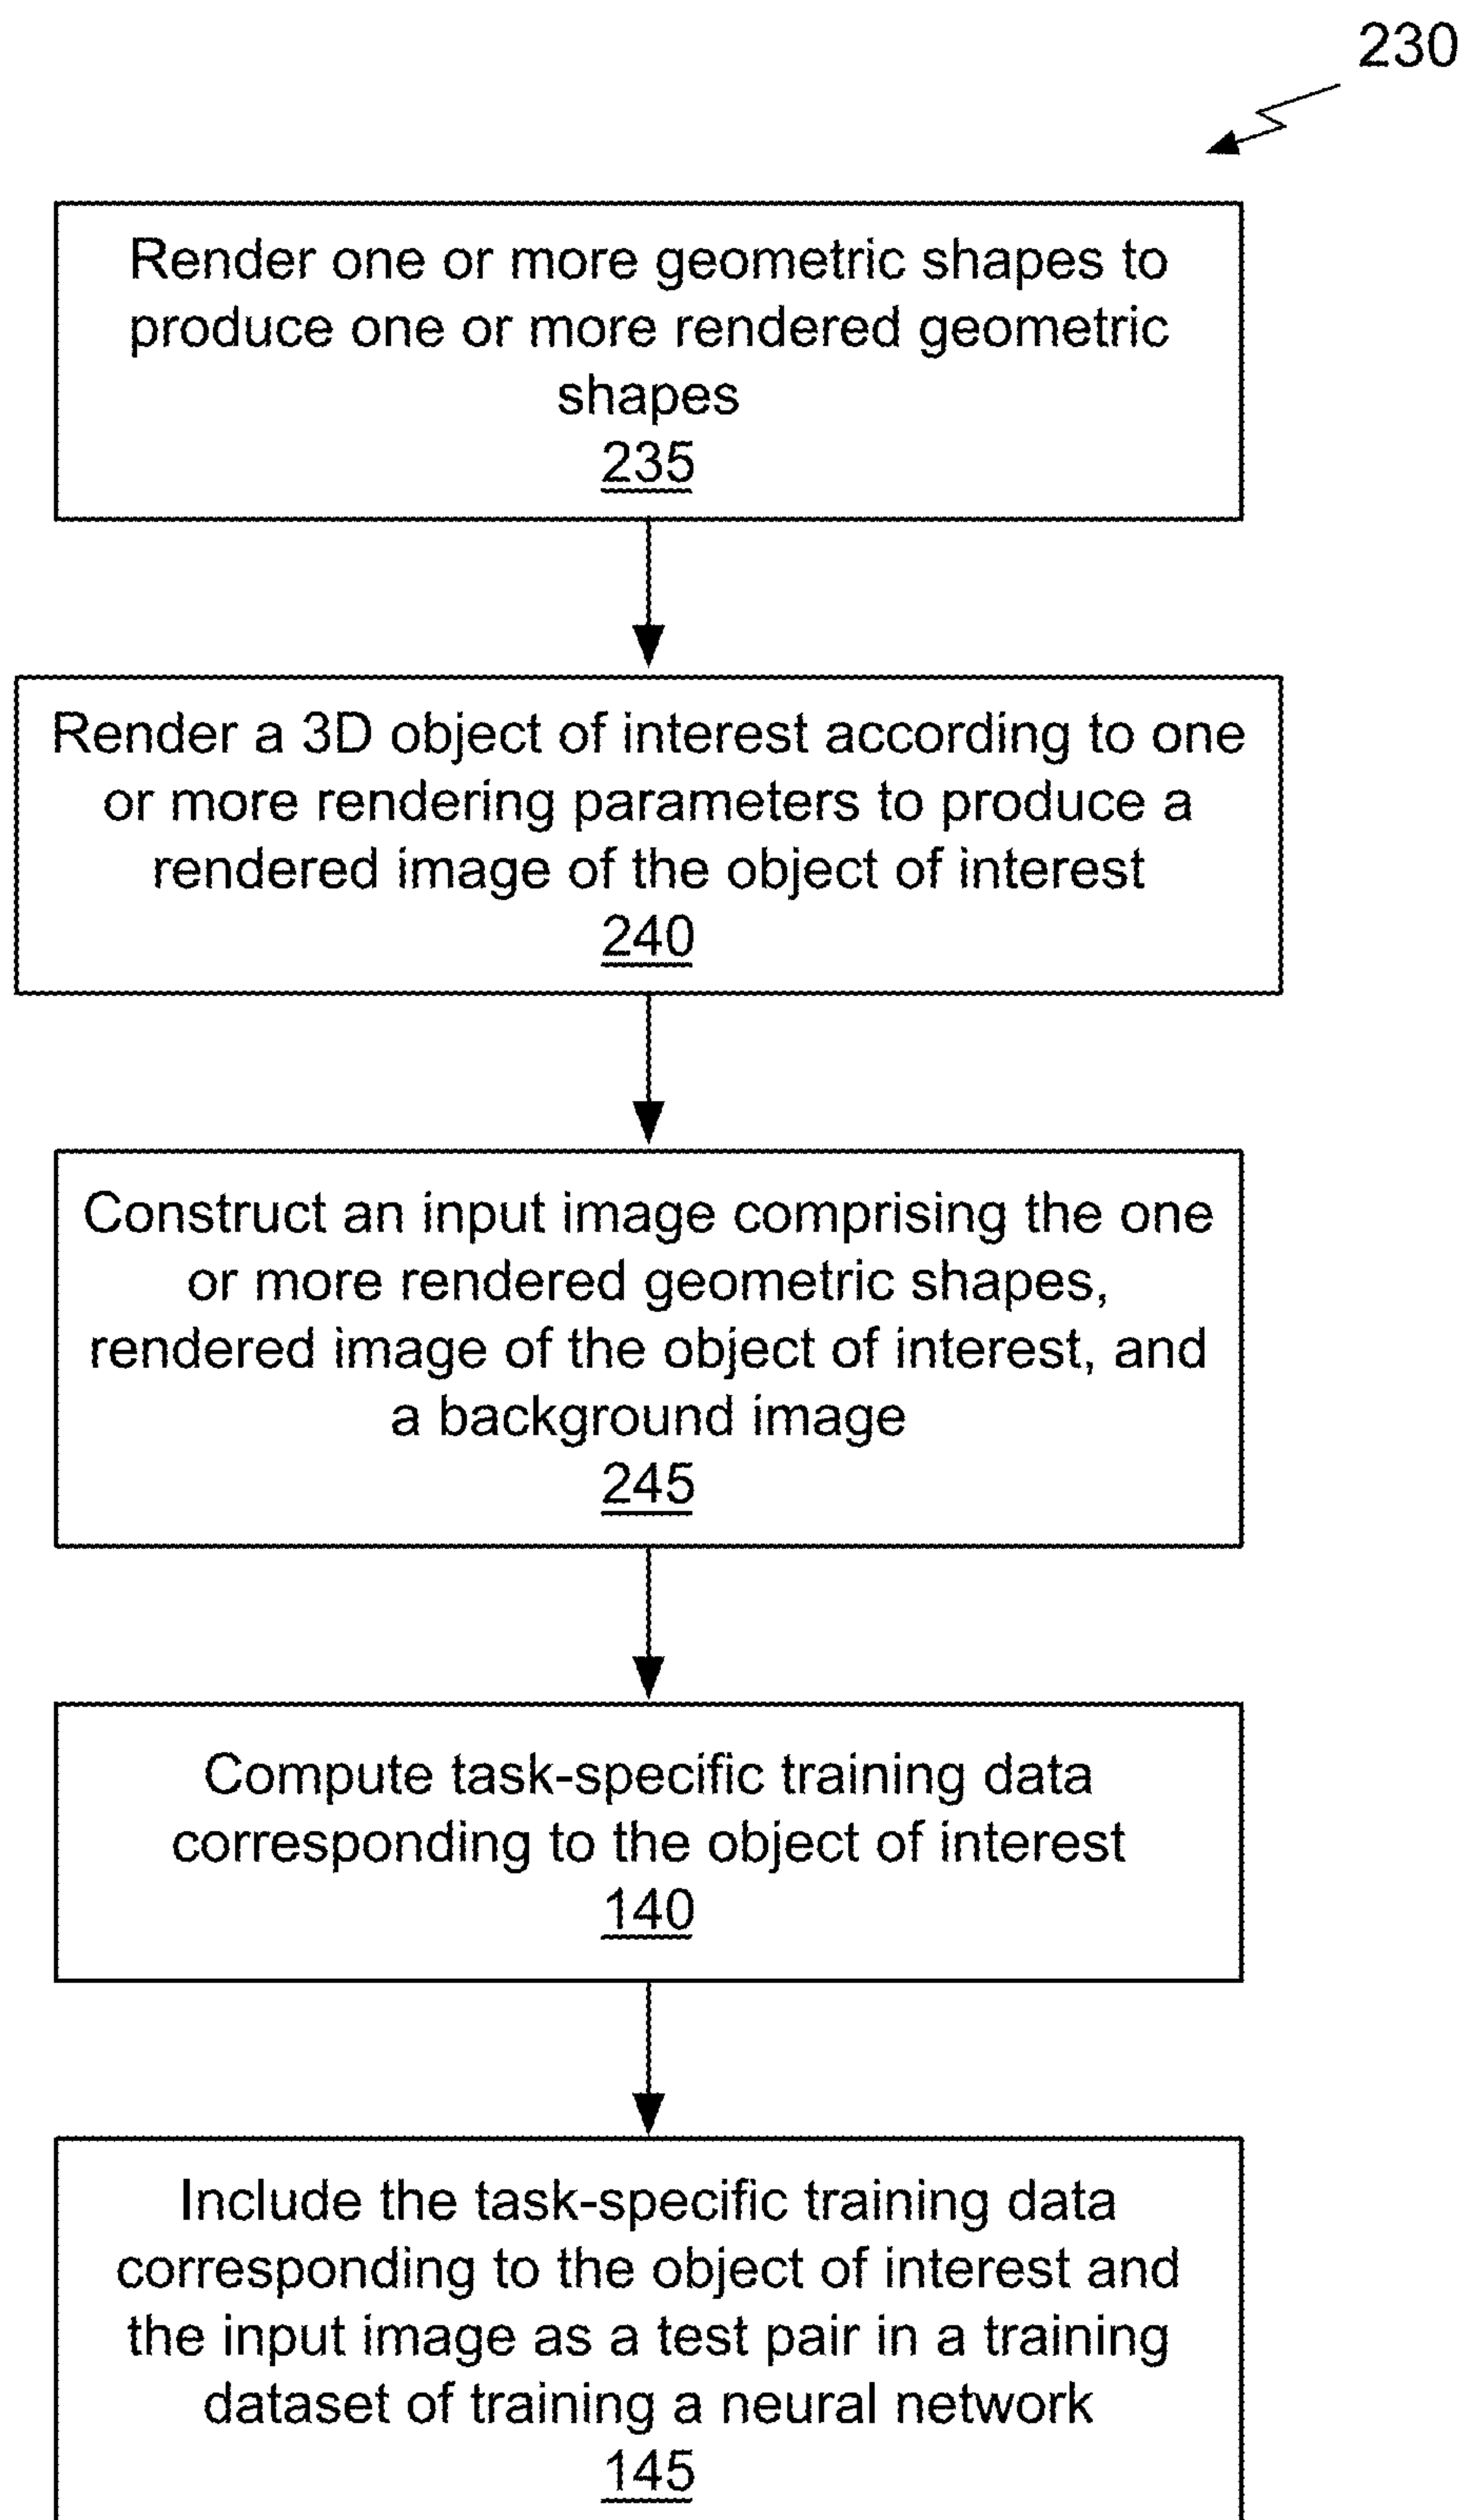 230
Render one or more geometric shapes to
produce one or more rendered geometric
shapes
235
Render a 3D object of interest according to one
or more rendering parameters to produce a
rendered image of the object of interest
240
Construct an input image comprising the one
or more rendered geometric shapes,
rendered image of the object of interest, and
a background image
245
Compute task-specific training data
corresponding to the object of interest
140
Include the task-specific training data
corresponding to the object of interest and
the input image as a test pair in a training
dataset of training a neural network
145